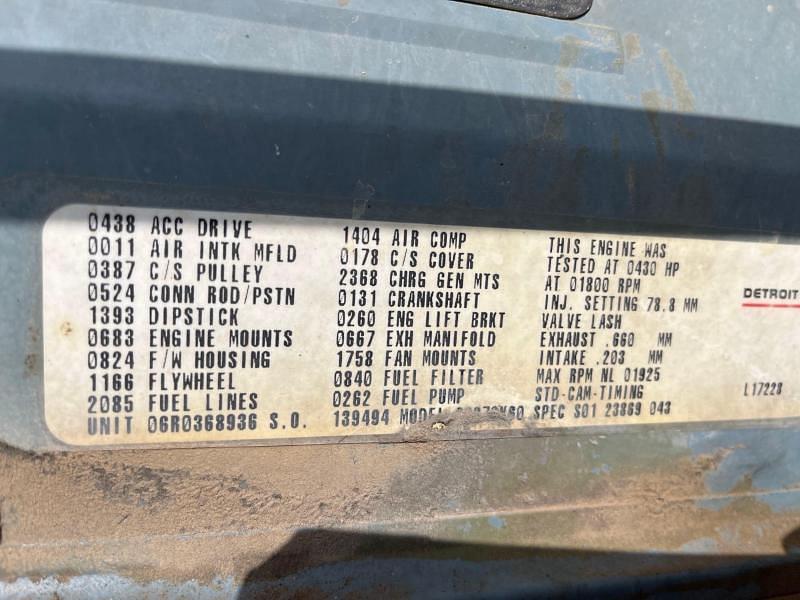 0438 ACC DRIVE
0011 AIR INTK MFLD
0387 C/S PULLEY
0524 CONN ROD/PSTN
1393 DIPSTICK
0683 ENGINE MOUNTS
0824 F/W HOUSING
1166 FLYWHEEL
2085 FUEL LINES
1404 AIR COMP
0178 C/S COVER
2368 CHRG GEN MTS
0131 CRANKSHAFT
0260 ENG LIFT BRKT
0667 EXH MANIFOLD
1758 FAN MOUNTS
0840 FUEL FILTER
0262 FUEL PUMP
THIS ENGINE WAS
TESTED AT 0430 HP
AT 01800 RPM
INJ. SETTING 78.8 MM
VALVE LASH
EXHAUST .660 MM
INTAKE .203 MM
MAX RPM NL 01925
STD-CAM-TIMING
UNIT 06R0368936 S.O. 139494 MODEL SPEC S01 23869 043
DETROIT
L17228